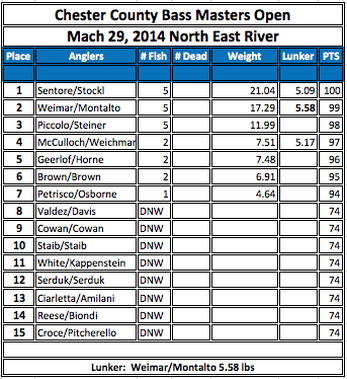 Chester County Bass Masters Open
Mach 29, 2014 North East River
Place Anglers # Fish # Dead Weight Lunker PTS
1 Sentore/Stockl 5 21.04 5.09 100
2 Weimar/Montalto 5 17.29 5.58 99
3 Piccolo/Steiner 5 11.99 98
4 McCulloch/Weichmar 2 7.51 5.17 97
5 Geerlof/Horne 2 7.48 96
6 Brown/Brown 2 6.91 95
7 Petrisco/Osborne 1 4.64 94
8 Valdez/Davis DNW 74
9 Cowan/Cowan DNW 74
10 Staib/Staib DNW 74
11 White/Kappenstein DNW 74
12 Serduk/Serduk DNW 74
13 Ciarletta/Amilani DNW 74
14 Reese/Biondi DNW 74
15 Croce/Pitcherello DNW 74
Lunker: Weimar/Montalto 5.58 lbs